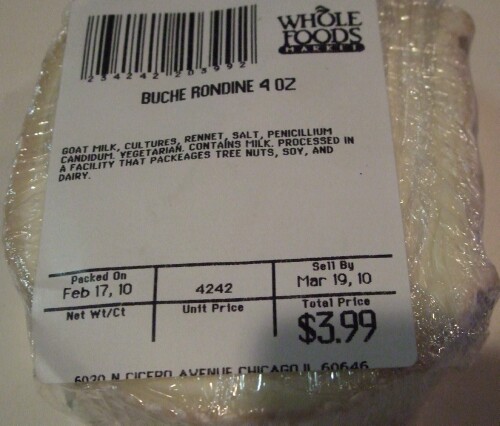 WHOLE
FOODS
MARKET
2 34242 203992
BUCHE RONDINE 4 OZ
GOAT MILK, CULTURES, RENNET, SALT, PENICILLIUM
CANDIDUM. VEGETARIAN. CONTAINS MILK. PROCESSED IN
A FACILITY THAT PACKEAGES TREE NUTS, SOY, AND
DAIRY.
Packed On
Feb 17, 10
4242
Sell By
Mar 19, 10
Net Wt/Ct
Unit Price
Total Price
$3.99
6020 N CICERO AVENUE CHICAGO IL 60646